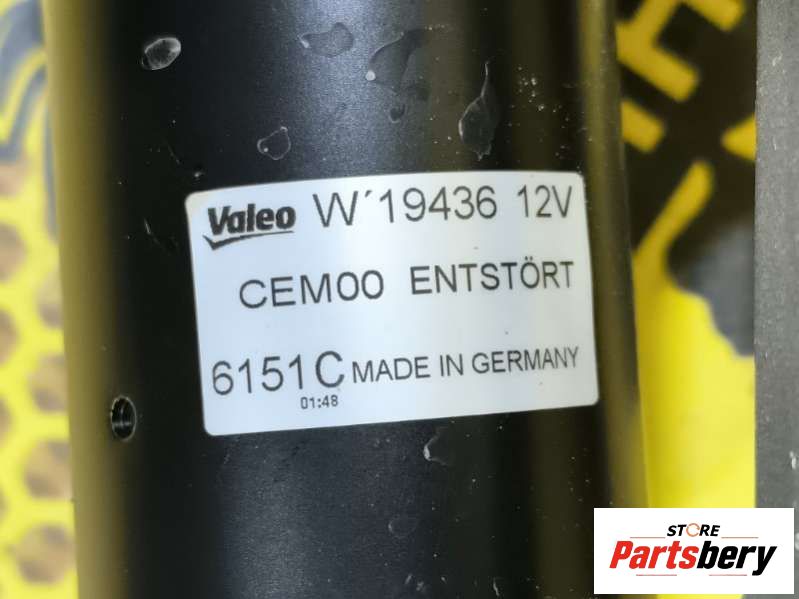 Valeo W´19436 12V
CEM00 ENTSTÖRT
6151C MADE IN GERMANY
01:48
STORE
Partsbery